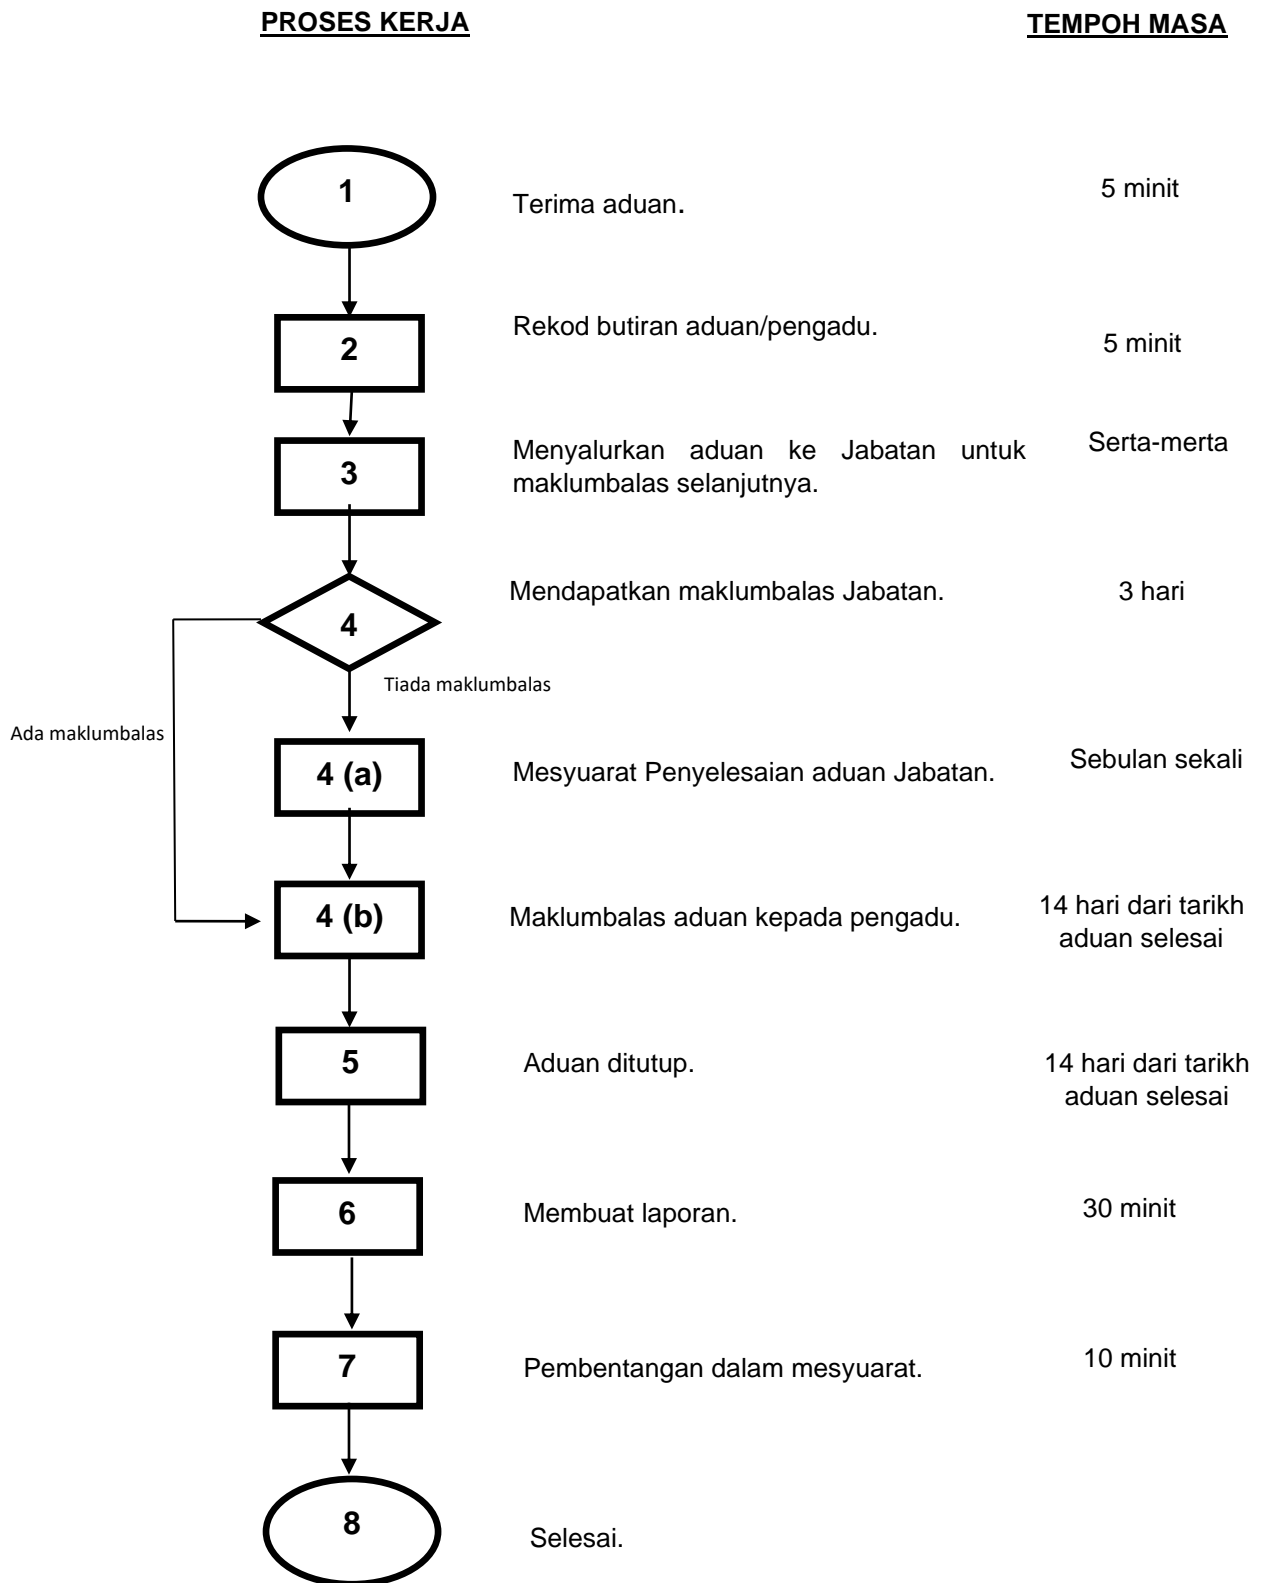 PROSES KERJA
TEMPOH MASA
1
Terima aduan.
5 minit
2
Rekod butiran aduan/pengadu.
5 minit
3
Menyalurkan aduan ke Jabatan untuk
maklumbalas selanjutnya.
Serta-merta
4
Mendapatkan maklumbalas Jabatan.
3 hari
Tiada maklumbalas
Ada maklumbalas
4 (a)
Mesyuarat Penyelesaian aduan Jabatan.
Sebulan sekali
4 (b)
Maklumbalas aduan kepada pengadu.
14 hari dari tarikh
aduan selesai
5
Aduan ditutup.
14 hari dari tarikh
aduan selesai
6
Membuat laporan.
30 minit
7
Pembentangan dalam mesyuarat.
10 minit
8
Selesai.